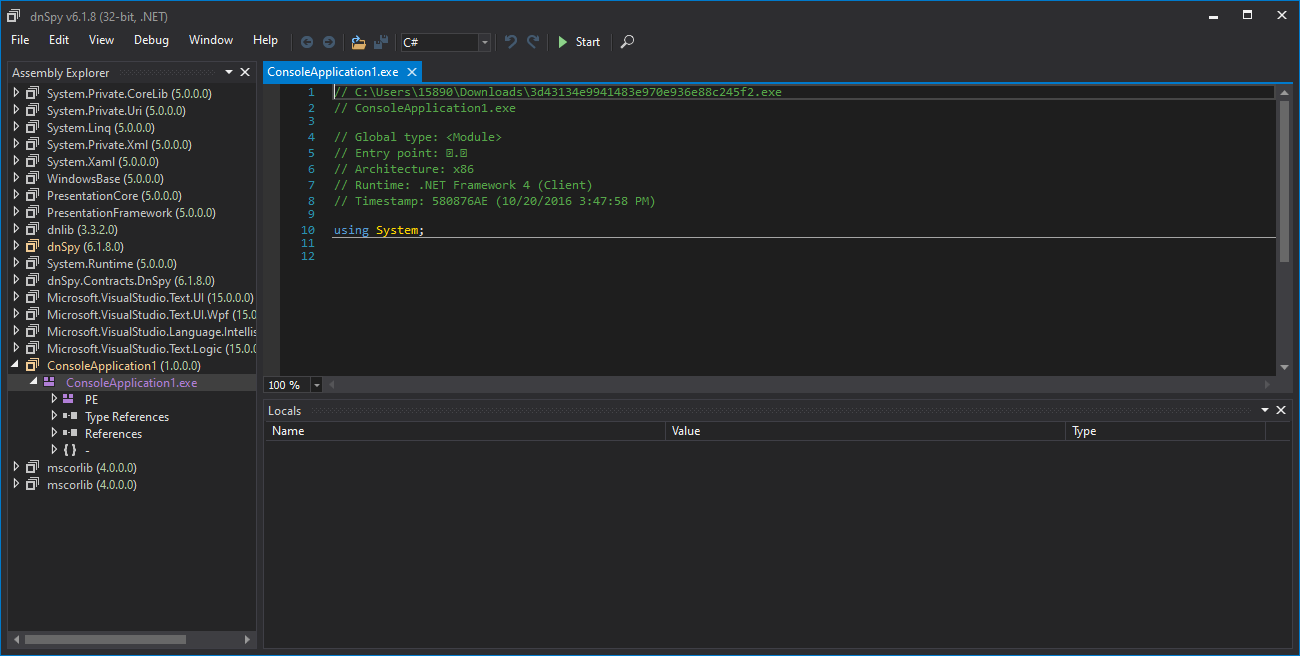 dnSpy v6.1.8 (32-bit, .NET)
File Edit View Debug Window Help C# Start
Assembly Explorer
System.Private.CoreLib (5.0.0.0)
System.Private.Uri (5.0.0.0)
System.Linq (5.0.0.0)
System.Private.Xml (5.0.0.0)
System.Xaml (5.0.0.0)
WindowsBase (5.0.0.0)
PresentationCore (5.0.0.0)
PresentationFramework (5.0.0.0)
dnlib (3.3.2.0)
dnSpy (6.1.8.0)
System.Runtime (5.0.0.0)
dnSpy.Contracts.DnSpy (6.1.8.0)
Microsoft.VisualStudio.Text.UI (15.0.0.0)
Microsoft.VisualStudio.Text.UI.Wpf (15.0
Microsoft.VisualStudio.Language.Intellis
Microsoft.VisualStudio.Text.Logic (15.0.0
ConsoleApplication1 (1.0.0.0)
ConsoleApplication1.exe
PE
Type References
References
{ } -
mscorlib (4.0.0.0)
mscorlib (4.0.0.0)
ConsoleApplication1.exe
1 // C:\Users\15890\Downloads\3d43134e9941483e970e936e88c245f2.exe
2 // ConsoleApplication1.exe
3
4 // Global type: <Module>
5 // Entry point: .
6 // Architecture: x86
7 // Runtime: .NET Framework 4 (Client)
8 // Timestamp: 580876AE (10/20/2016 3:47:58 PM)
9
10 using System;
11
12
100 %
Locals
Name Value Type